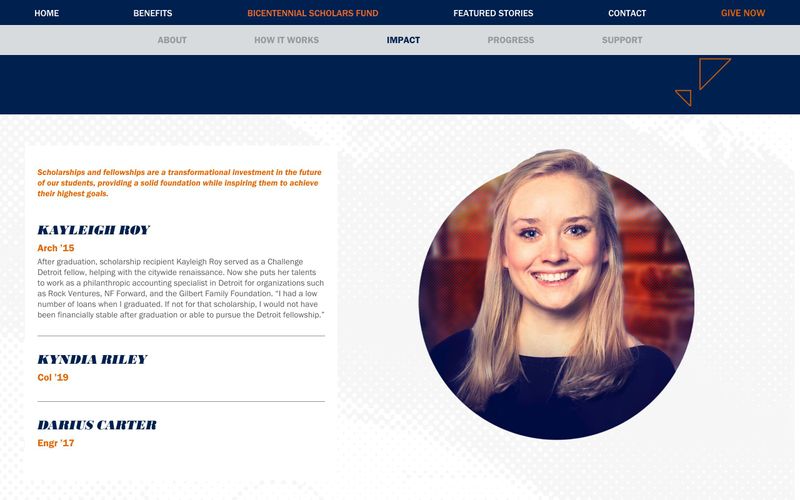 HOME BENEFITS BICENTENNIAL SCHOLARS FUND FEATURED STORIES CONTACT GIVE NOW
ABOUT HOW IT WORKS IMPACT PROGRESS SUPPORT
Scholarships and fellowships are a transformational investment in the future
of our students, providing a solid foundation while inspiring them to achieve
their highest goals.
KAYLEIGH ROY
Arch '15
After graduation, scholarship recipient Kayleigh Roy served as a Challenge
Detroit fellow, helping with the citywide renaissance. Now she puts her talents
to work as a philanthropic accounting specialist in Detroit for organizations such
as Rock Ventures, NF Forward, and the Gilbert Family Foundation. “I had a low
number of loans when I graduated. If not for that scholarship, I would not have
been financially stable after graduation or able to pursue the Detroit fellowship.”
KYNDIA RILEY
Col '19
DARIUS CARTER
Engr '17